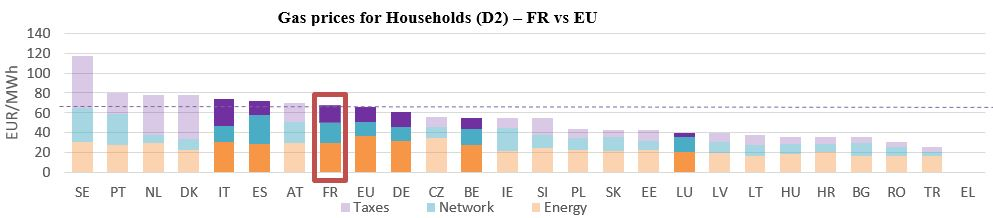 Gas prices for Households (D2) – FR vs EU
EUR/MWh
140
120
100
80
60
40
20
0
SE PT NL DK IT ES AT FR EU DE CZ BE IE SI PL SK EE LU LV LT HU HR BG RO TR EL
Taxes Network Energy